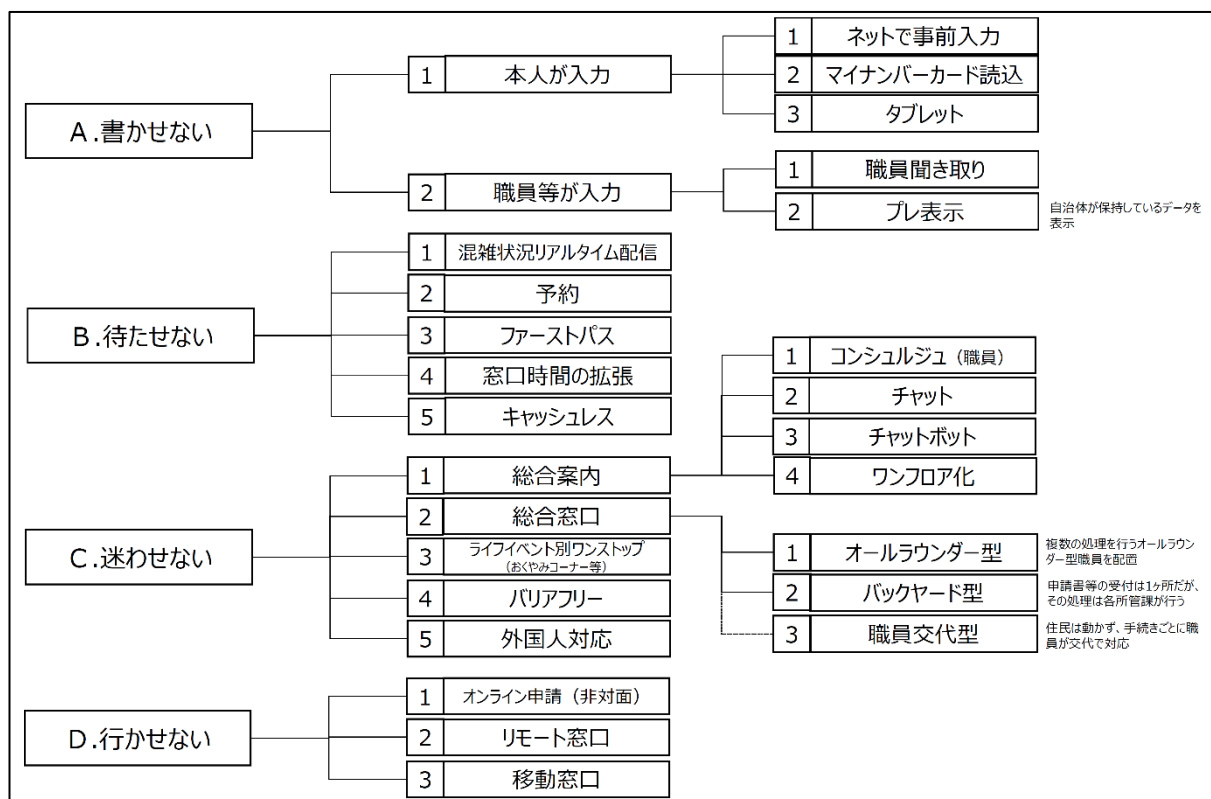 A.書かせない
1 本人が入力
1 ネットで事前入力
2 マイナンバーカード読込
3 タブレット
2 職員等が入力
1 職員聞き取り
2 プレ表示
自治体が保持しているデータを
表示
B.待たせない
1 混雑状況リアルタイム配信
2 予約
3 ファーストパス
4 窓口時間の拡張
5 キャッシュレス
C.迷わせない
1 総合案内
1 コンシュルジュ（職員）
2 チャット
3 チャットボット
4 ワンフロア化
2 総合窓口
1 オールラウンダー型
複数の処理を行うオールラウン
ダー型職員を配置
2 バックヤード型
申請書等の受付は1ヶ所だが、
その処理は各所管課が行う
3 職員交代型
住民は動かず、手続きごとに職
員が交代で対応
3 ライフイベント別ワンストップ
（おくやみコーナー等）
4 バリアフリー
5 外国人対応
D.行かせない
1 オンライン申請（非対面）
2 リモート窓口
3 移動窓口